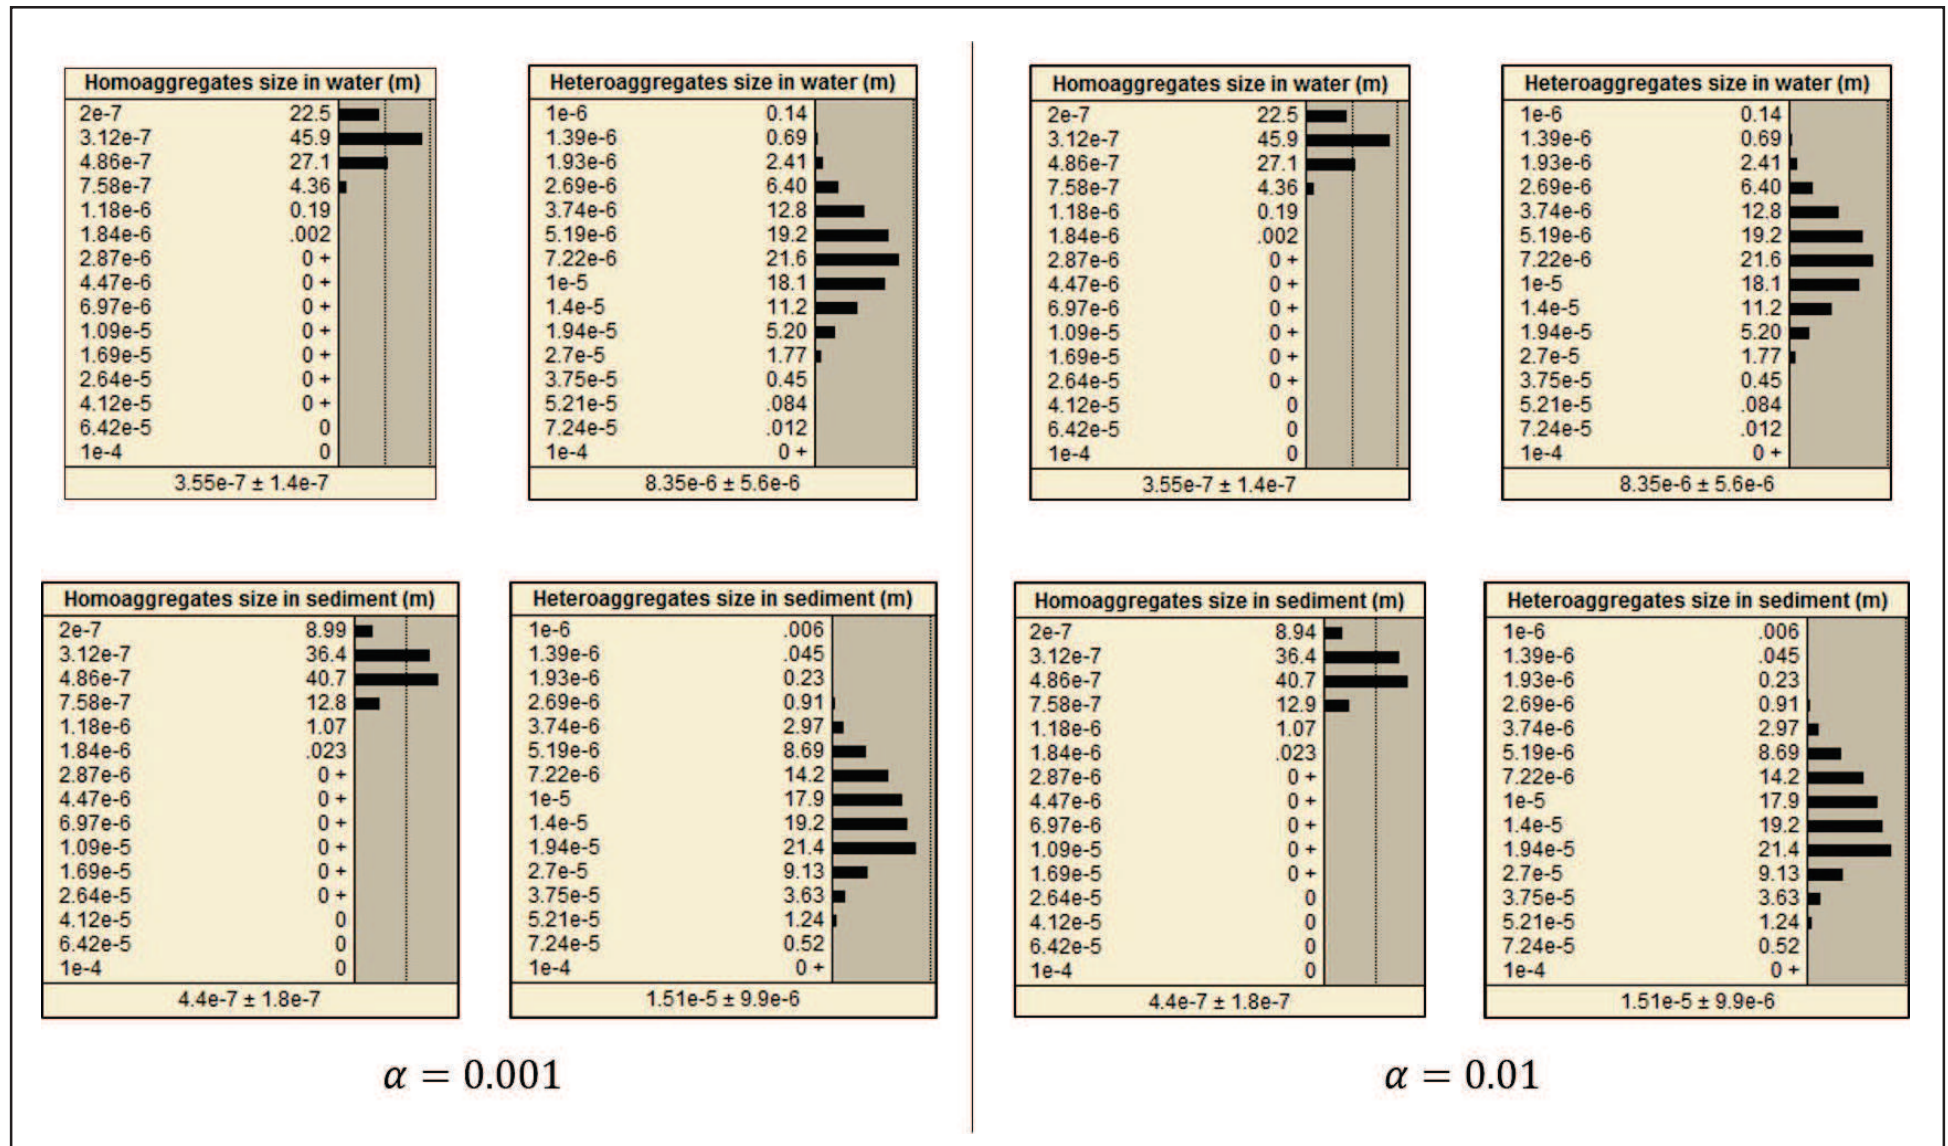 Homoaggregates size in water (m)
2e-7 22.5
3.12e-7 45.9
4.86e-7 27.1
7.58e-7 4.36
1.18e-6 0.19
1.84e-6 .002
2.87e-6 0 +
4.47e-6 0 +
6.97e-6 0 +
1.09e-5 0 +
1.69e-5 0 +
2.64e-5 0 +
4.12e-5 0 +
6.42e-5 0
1e-4 0
3.55e-7 ± 1.4e-7
Heteroaggregates size in water (m)
1e-6 0.14
1.39e-6 0.69
1.93e-6 2.41
2.69e-6 6.40
3.74e-6 12.8
5.19e-6 19.2
7.22e-6 21.6
1e-5 18.1
1.4e-5 11.2
1.94e-5 5.20
2.7e-5 1.77
3.75e-5 0.45
5.21e-5 .084
7.24e-5 .012
1e-4 0 +
8.35e-6 ± 5.6e-6
Homoaggregates size in sediment (m)
2e-7 8.99
3.12e-7 36.4
4.86e-7 40.7
7.58e-7 12.8
1.18e-6 1.07
1.84e-6 .023
2.87e-6 0 +
4.47e-6 0 +
6.97e-6 0 +
1.09e-5 0 +
1.69e-5 0 +
2.64e-5 0 +
4.12e-5 0
6.42e-5 0
1e-4 0
4.4e-7 ± 1.8e-7
Heteroaggregates size in sediment (m)
1e-6 .006
1.39e-6 .045
1.93e-6 0.23
2.69e-6 0.91
3.74e-6 2.97
5.19e-6 8.69
7.22e-6 14.2
1e-5 17.9
1.4e-5 19.2
1.94e-5 21.4
2.7e-5 9.13
3.75e-5 3.63
5.21e-5 1.24
7.24e-5 0.52
1e-4 0 +
1.51e-5 ± 9.9e-6
α = 0.001
Homoaggregates size in water (m)
2e-7 22.5
3.12e-7 45.9
4.86e-7 27.1
7.58e-7 4.36
1.18e-6 0.19
1.84e-6 .002
2.87e-6 0 +
4.47e-6 0 +
6.97e-6 0 +
1.09e-5 0 +
1.69e-5 0 +
2.64e-5 0 +
4.12e-5 0
6.42e-5 0
1e-4 0
3.55e-7 ± 1.4e-7
Heteroaggregates size in water (m)
1e-6 0.14
1.39e-6 0.69
1.93e-6 2.41
2.69e-6 6.40
3.74e-6 12.8
5.19e-6 19.2
7.22e-6 21.6
1e-5 18.1
1.4e-5 11.2
1.94e-5 5.20
2.7e-5 1.77
3.75e-5 0.45
5.21e-5 .084
7.24e-5 .012
1e-4 0 +
8.35e-6 ± 5.6e-6
Homoaggregates size in sediment (m)
2e-7 8.94
3.12e-7 36.4
4.86e-7 40.7
7.58e-7 12.9
1.18e-6 1.07
1.84e-6 .023
2.87e-6 0 +
4.47e-6 0 +
6.97e-6 0 +
1.09e-5 0 +
1.69e-5 0 +
2.64e-5 0
4.12e-5 0
6.42e-5 0
1e-4 0
4.4e-7 ± 1.8e-7
Heteroaggregates size in sediment (m)
1e-6 .006
1.39e-6 .045
1.93e-6 0.23
2.69e-6 0.91
3.74e-6 2.97
5.19e-6 8.69
7.22e-6 14.2
1e-5 17.9
1.4e-5 19.2
1.94e-5 21.4
2.7e-5 9.13
3.75e-5 3.63
5.21e-5 1.24
7.24e-5 0.52
1e-4 0 +
1.51e-5 ± 9.9e-6
α = 0.01